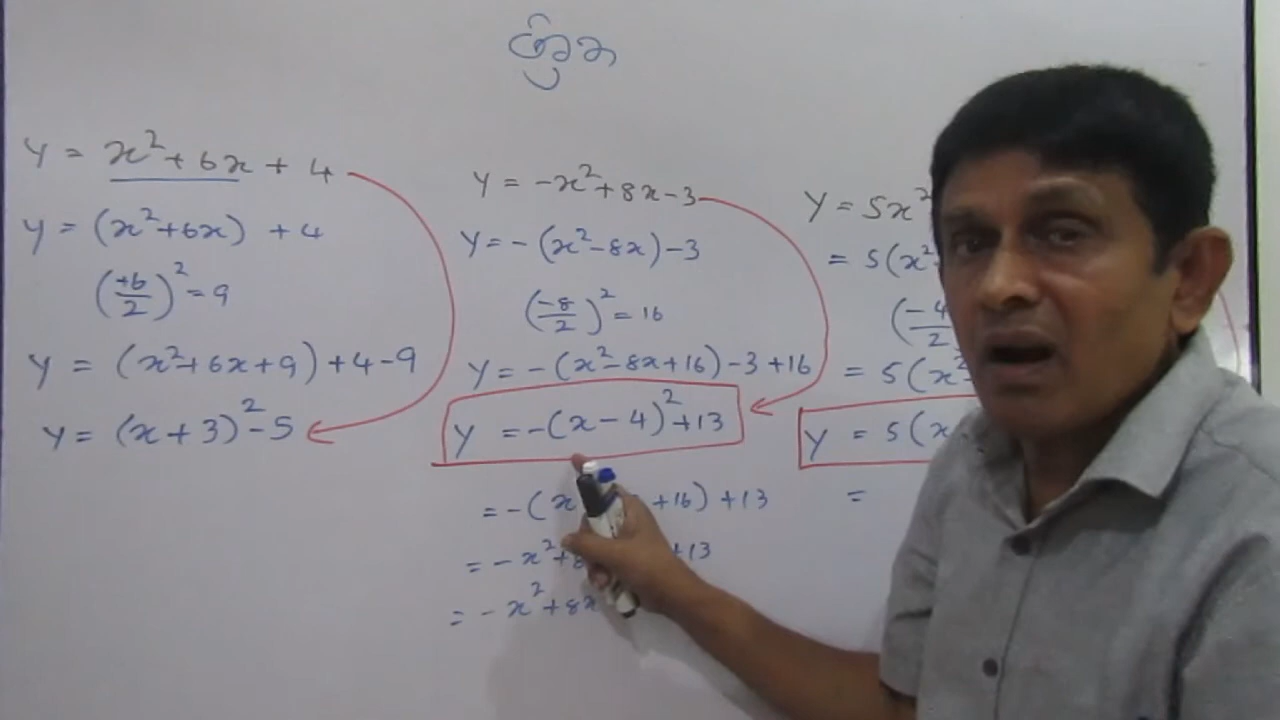 ශ්‍රිත
y = x² + 6x + 4
y = (x² + 6x) + 4
(+6/2)² = 9
y = (x² + 6x + 9) + 4 - 9
y = (x + 3)² - 5
y = -x² + 8x - 3
y = -(x² - 8x) - 3
(-8/2)² = 16
y = -(x² - 8x + 16) - 3 + 16
y = -(x - 4)² + 13
= -(x + 16) + 13
= -x² + 8 + 13
= -x² + 8x
y = 5x²
= 5(x²
(-4/2
= 5(x²
y = 5(x
=